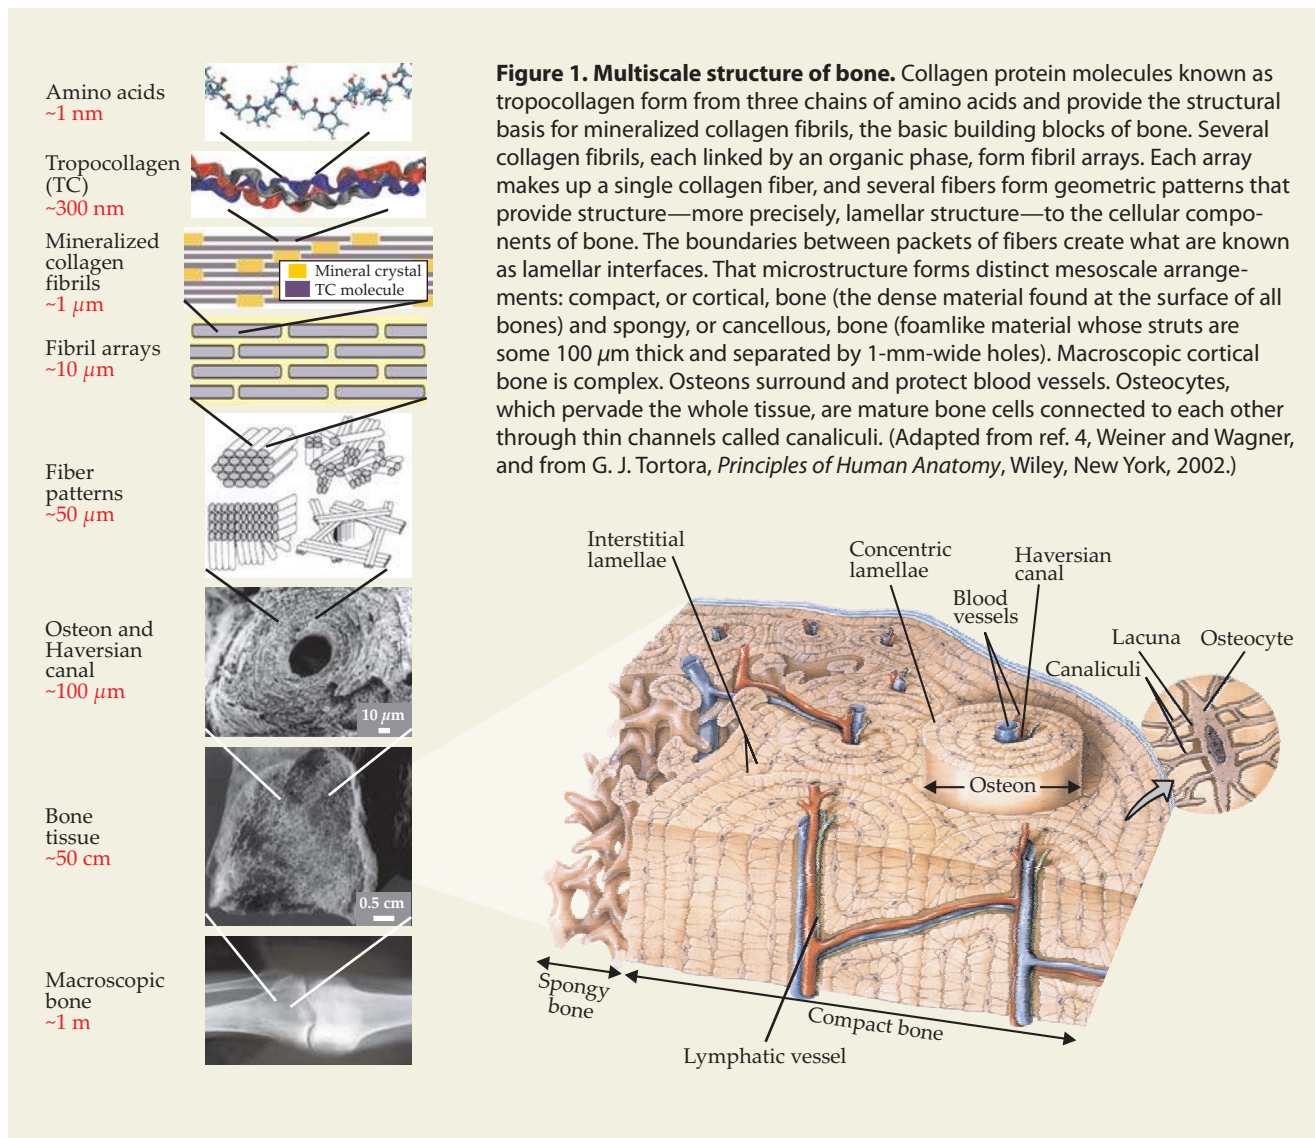 Amino acids
~1 nm
Tropocollagen
(TC)
~300 nm
Mineralized
collagen
fibrils
~1 μm
Mineral crystal
TC molecule
Fibril arrays
~10 μm
Fiber
patterns
~50 μm
Osteon and
Haversian
canal
~100 μm
10 μm
Bone
tissue
~50 cm
0.5 cm
Macroscopic
bone
~1 m
Figure 1. Multiscale structure of bone. Collagen protein molecules known as
tropocollagen form from three chains of amino acids and provide the structural
basis for mineralized collagen fibrils, the basic building blocks of bone. Several
collagen fibrils, each linked by an organic phase, form fibril arrays. Each array
makes up a single collagen fiber, and several fibers form geometric patterns that
provide structure—more precisely, lamellar structure—to the cellular compo-
nents of bone. The boundaries between packets of fibers create what are known
as lamellar interfaces. That microstructure forms distinct mesoscale arrange-
ments: compact, or cortical, bone (the dense material found at the surface of all
bones) and spongy, or cancellous, bone (foamlike material whose struts are
some 100 μm thick and separated by 1-mm-wide holes). Macroscopic cortical
bone is complex. Osteons surround and protect blood vessels. Osteocytes,
which pervade the whole tissue, are mature bone cells connected to each other
through thin channels called canaliculi. (Adapted from ref. 4, Weiner and Wagner,
and from G. J. Tortora, Principles of Human Anatomy, Wiley, New York, 2002.)
Interstitial
lamellae
Concentric
lamellae
Haversian
canal
Blood
vessels
Lacuna
Osteocyte
Canaliculi
Osteon
Spongy
bone
Compact bone
Lymphatic vessel